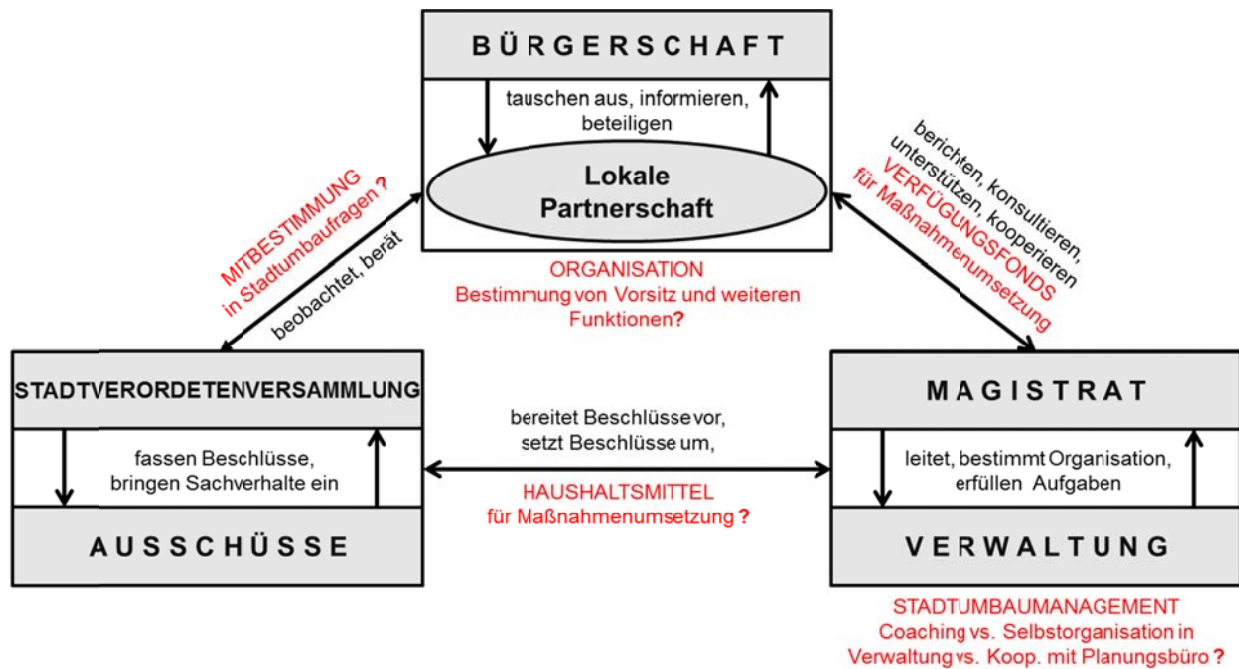 BÜRGERSCHAFT
tauschen aus, informieren,
beteiligen
Lokale
Partnerschaft
ORGANISATION
Bestimmung von Vorsitz und weiteren
Funktionen?
MITBESTIMMUNG
in Stadtumbaufragen ?
beobachtet, berät
berichten, konsultieren,
unterstützen, kooperieren
VERFÜGUNGSFONDS
für Maßnahmenumsetzung
STADTVERORDETENVERSAMMLUNG
fassen Beschlüsse,
bringen Sachverhalte ein
AUSSCHÜSSE
bereitet Beschlüsse vor,
setzt Beschlüsse um,
HAUSHALTSMITTEL
für Maßnahmenumsetzung ?
MAGISTRAT
leitet, bestimmt Organisation,
erfüllen Aufgaben
VERWALTUNG
STADTUMBAUMANAGEMENT
Coaching vs. Selbstorganisation in
Verwaltung vs. Koop. mit Planungsbüro ?